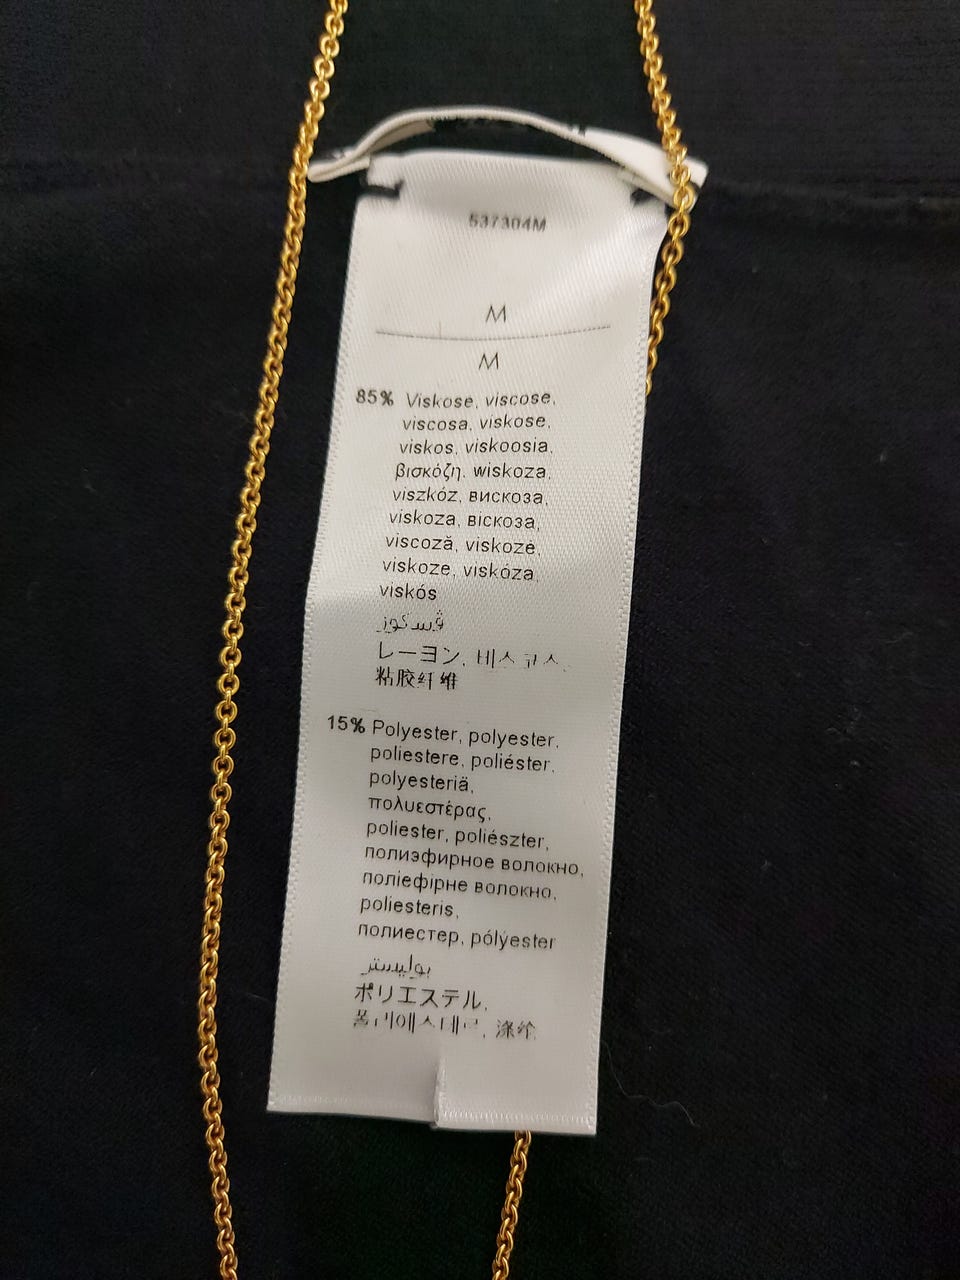 537304M
M
M
85% Viskose, viscose,
viscosa, viskose,
viskos, viskoosia,
βισκόζη, wiskoza,
viszkóz, вискоза,
viskoza, віскоза,
viscoză, viskozė,
viskoze, viskóza,
viskós
ڤسكوز
レーヨン, 비스코스,
粘胶纤维
15% Polyester, polyester,
poliestere, poliéster,
polyesteriä,
πολυεστέρας,
poliester, poliészter,
полиэфирное волокно,
поліефірне волокно,
poliesteris,
полиестер, pólýester
بوليستر
ポリエステル,
폴리에스테르, 涤纶